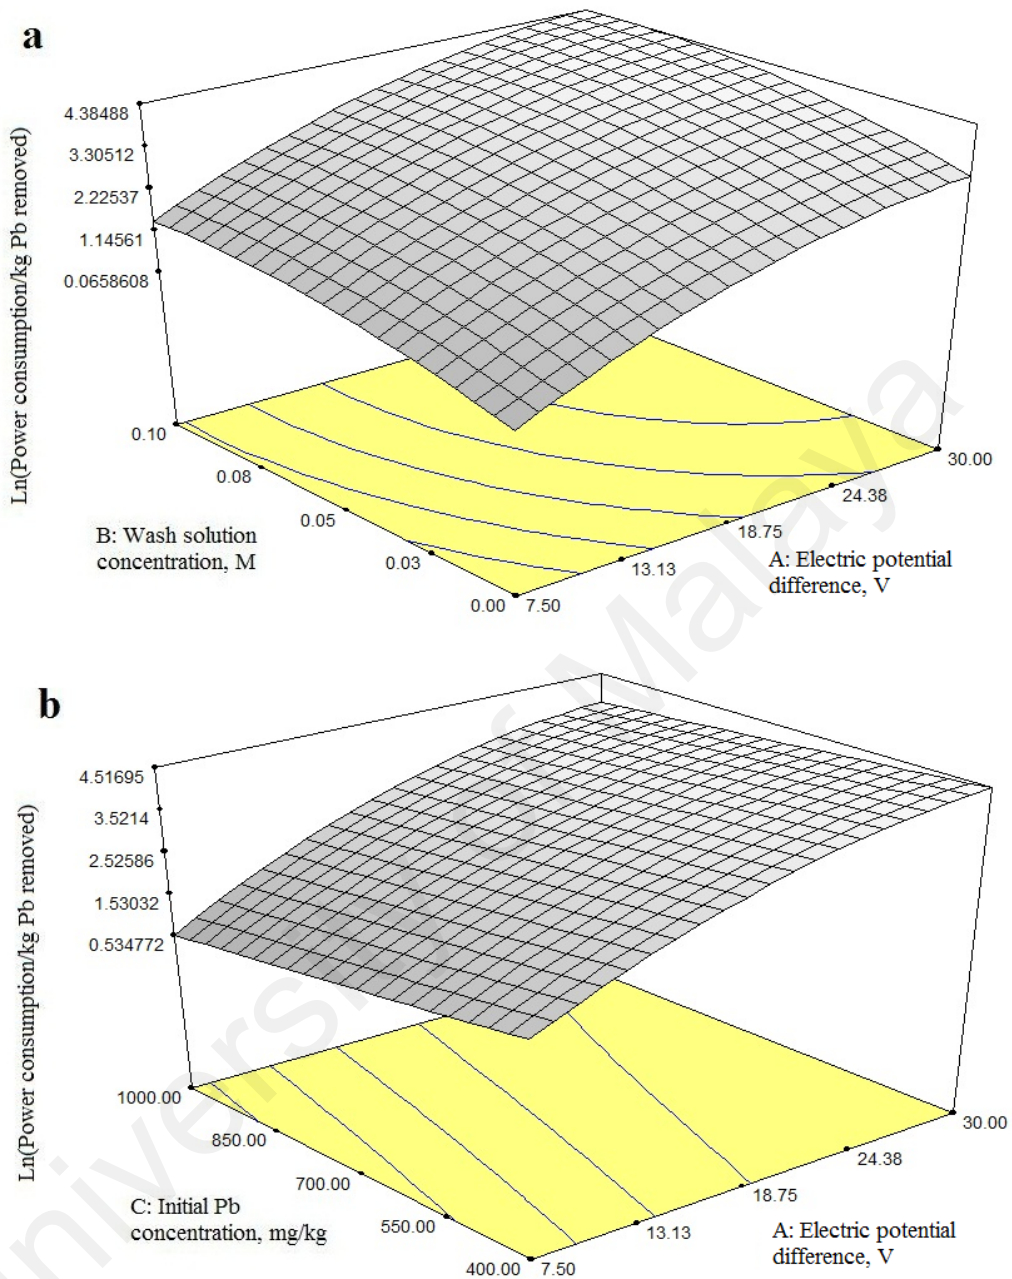 a
4.38488
3.30512
2.22537
1.14561
0.0658608
Ln(Power consumption/kg Pb removed)
0.10
0.08
0.05
0.03
0.00
B: Wash solution
concentration, M
7.50
13.13
18.75
24.38
30.00
A: Electric potential
difference, V
b
4.51695
3.5214
2.52586
1.53032
0.534772
Ln(Power consumption/kg Pb removed)
1000.00
850.00
700.00
550.00
400.00
C: Initial Pb
concentration, mg/kg
7.50
13.13
18.75
24.38
30.00
A: Electric potential
difference, V
University of Malaya